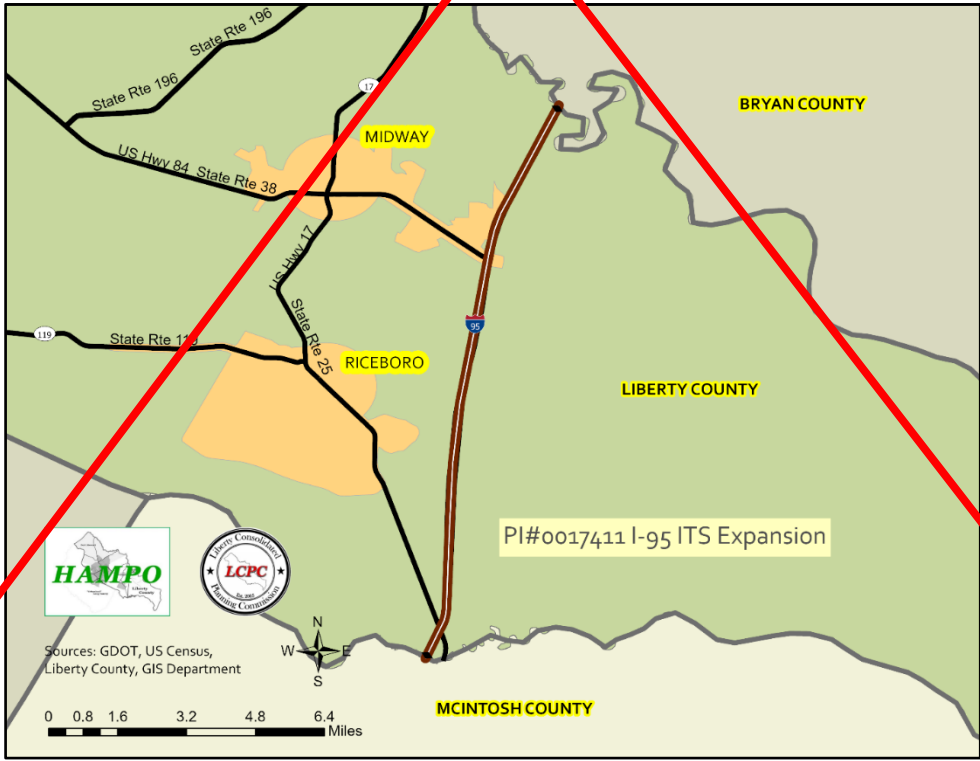 State Rte 196
State Rte 196
17
BRYAN COUNTY
MIDWAY
US Hwy 84 State Rte 38
US Hwy 17
95
119
State Rte 119
State Rte 25
RICEBORO
LIBERTY COUNTY
PI#0017411 I-95 ITS Expansion
HAMPO
Liberty
County
Liberty Consolidated
LCPC
Planning Commission
N
W E
S
Sources: GDOT, US Census,
Liberty County, GIS Department
MCINTOSH COUNTY
0 0.8 1.6 3.2 4.8 6.4
Miles